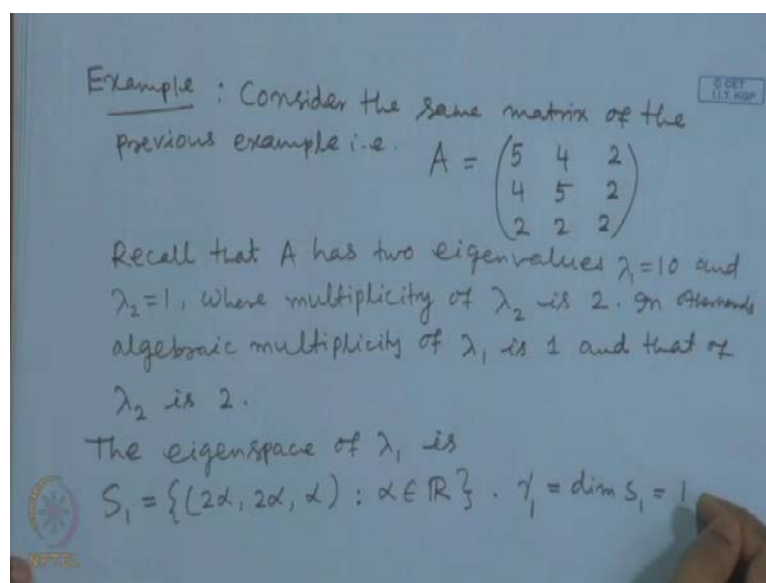 Example : Consider the same matrix of the
© CET
I.I.T. KGP
previous example i.e. A = (5 4 2
4 5 2
2 2 2)
Recall that A has two eigenvalues λ₁=10 and
λ₂=1, where multiplicity of λ₂ is 2. In otherwords
algebraic multiplicity of λ₁ is 1 and that of
λ₂ is 2.
The eigenspace of λ₁ is
S₁ = {(2α, 2α, α) : α ∈ ℝ}. γ₁ = dim S₁ = 1
NPTEL